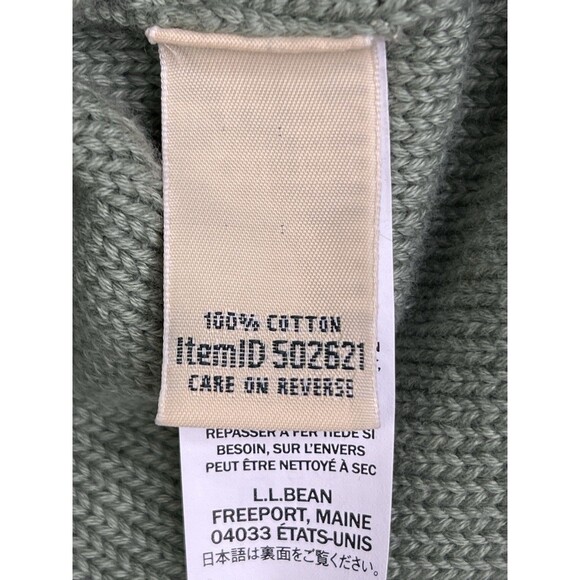 100% COTTON
ItemID 502621
CARE ON REVERSE
REPASSER À FER TIÈDE SI
BESOIN, SUR L'ENVERS
PEUT ÊTRE NETTOYÉ À SEC
L.L.BEAN
FREEPORT, MAINE
04033 ÉTATS-UNIS
日本語は裏面をご覧ください。